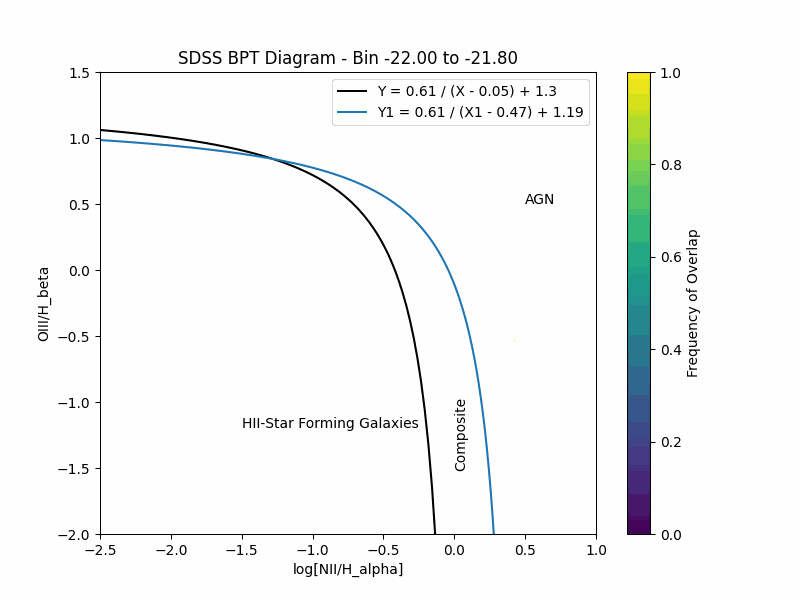 SDSS BPT Diagram - Bin -22.00 to -21.80
Y = 0.61 / (X - 0.05) + 1.3
Y1 = 0.61 / (X1 - 0.47) + 1.19
1.5
1.0
0.5
0.0
−0.5
−1.0
−1.5
−2.0
OIII/H_beta
AGN
HII-Star Forming Galaxies
Composite
−2.5
−2.0
−1.5
−1.0
−0.5
0.0
0.5
1.0
log[NII/H_alpha]
1.0
0.8
0.6
0.4
0.2
0.0
Frequency of Overlap